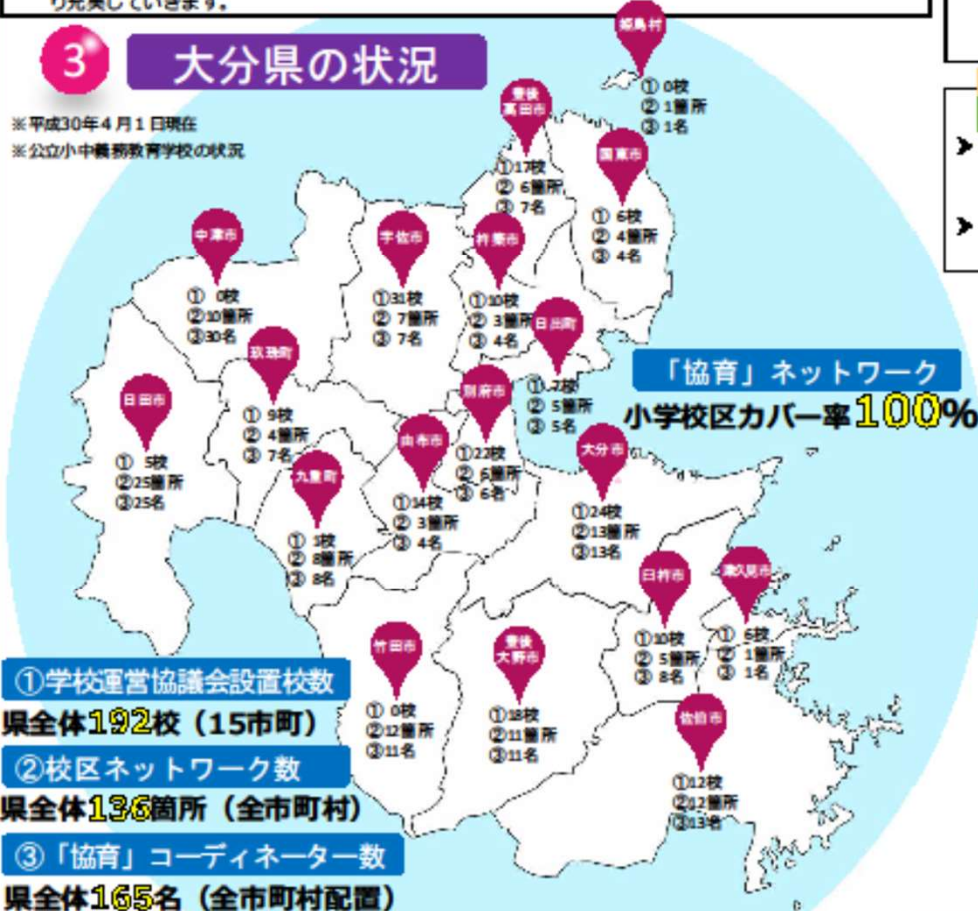 り充実していきます。
③ 大分県の状況
※平成30年4月1日現在
※公立小中義務教育学校の状況
姫島村
① 0校
② 1箇所
③ 1名
豊後
高田市
①17校
② 6箇所
③ 7名
国東市
① 6校
② 4箇所
③ 4名
中津市
① 0校
②10箇所
③30名
宇佐市
①31校
② 7箇所
③ 7名
杵築市
①10校
② 3箇所
③ 4名
日出町
① 7校
② 5箇所
③ 5名
玖珠町
① 9校
② 4箇所
③ 7名
日田市
① 5校
②25箇所
③25名
別府市
①22校
② 6箇所
③ 6名
「協育」ネットワーク
小学校区カバー率100%
由布市
①14校
② 3箇所
③ 4名
九重町
① 1校
② 8箇所
③ 8名
大分市
①24校
②13箇所
③13名
臼杵市
①10校
② 5箇所
③ 8名
津久見市
① 6校
② 1箇所
③ 1名
竹田市
① 0校
②12箇所
③11名
豊後
大野市
①18校
②11箇所
③11名
佐伯市
①12校
②12箇所
③13名
①学校運営協議会設置校数
県全体192校（15市町）
②校区ネットワーク数
県全体136箇所（全市町村）
③「協育」コーディネーター数
県全体165名（全市町村配置）